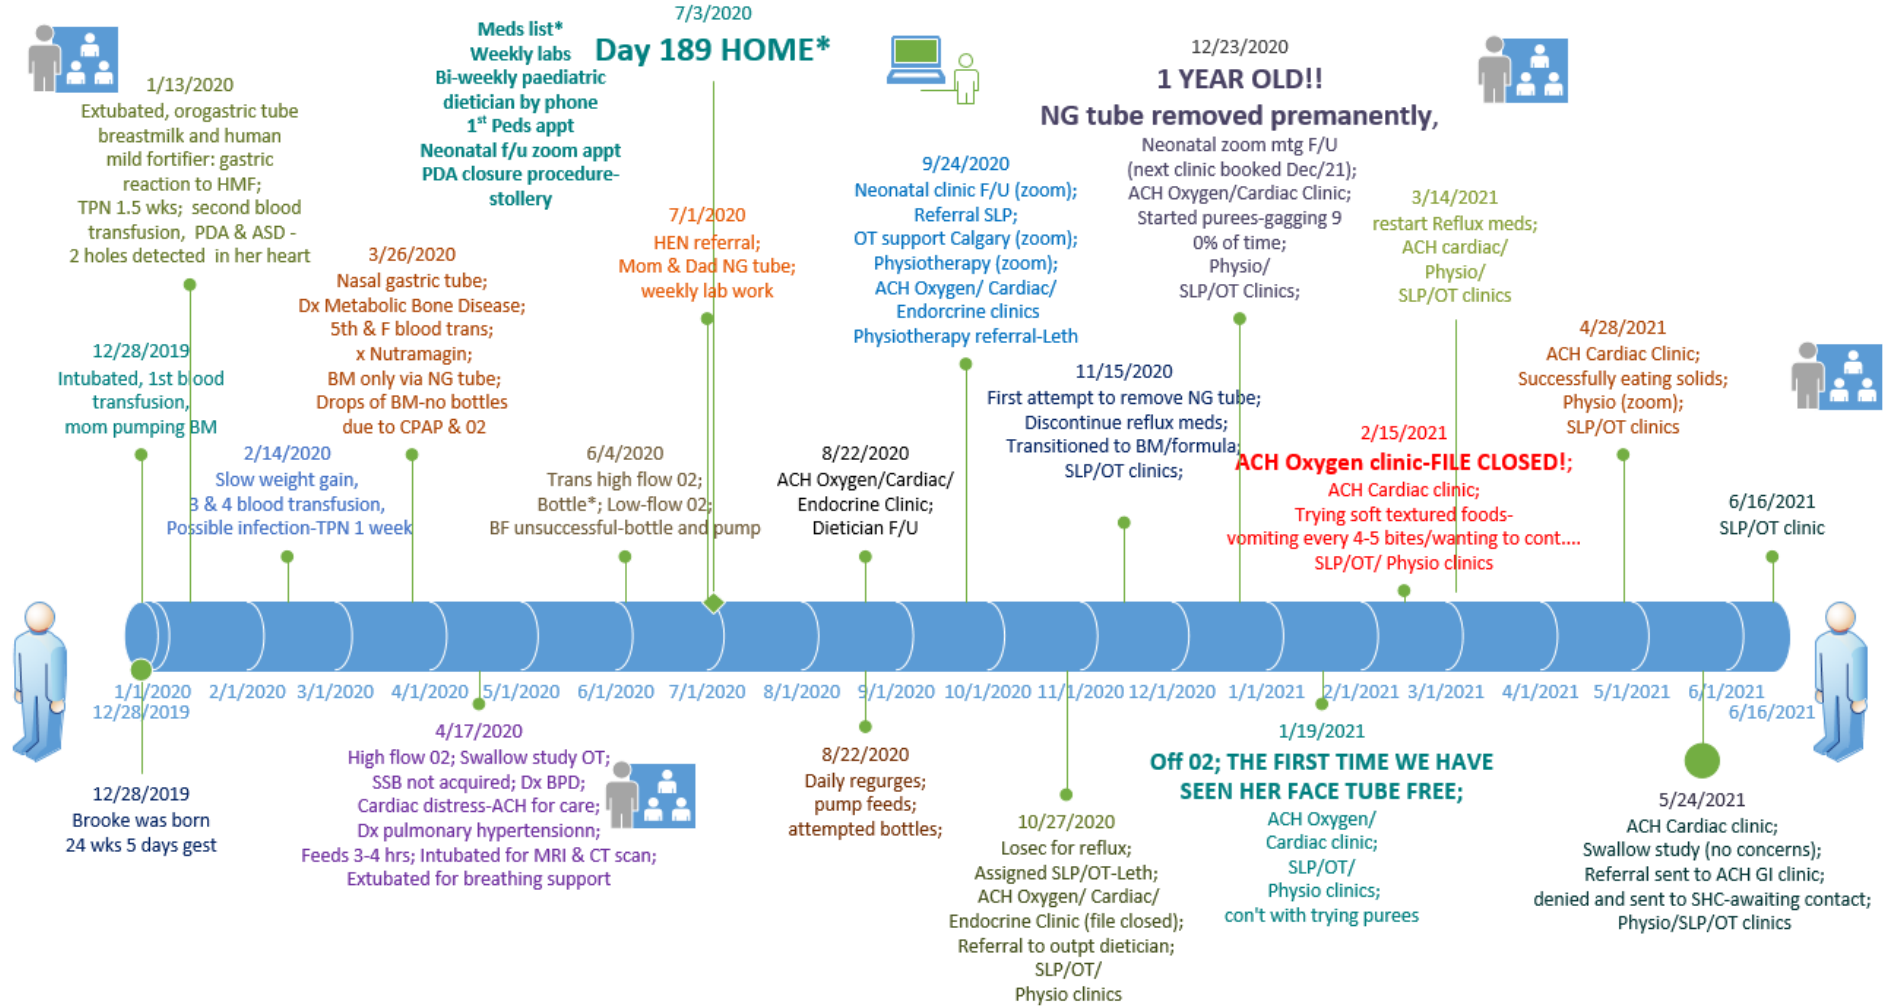 1/13/2020
Extubated, orogastric tube
breastmilk and human
mild fortifier: gastric
reaction to HMF;
TPN 1.5 wks; second blood
transfusion, PDA & ASD -
2 holes detected in her heart
Meds list*
Weekly labs
Bi-weekly paediatric
dietician by phone
1st Peds appt
Neonatal f/u zoom appt
PDA closure procedure-
stollery
7/3/2020
Day 189 HOME*
7/1/2020
HEN referral;
Mom & Dad NG tube;
weekly lab work
9/24/2020
Neonatal clinic F/U (zoom);
Referral SLP;
OT support Calgary (zoom);
Physiotherapy (zoom);
ACH Oxygen/ Cardiac/
Endorcrine clinics
Physiotherapy referral-Leth
12/23/2020
1 YEAR OLD!!
NG tube removed premanently,
Neonatal zoom mtg F/U
(next clinic booked Dec/21);
ACH Oxygen/Cardiac Clinic;
Started purees-gagging 9
0% of time;
Physio/
SLP/OT Clinics;
3/14/2021
restart Reflux meds;
ACH cardiac/
Physio/
SLP/OT clinics
12/28/2019
Intubated, 1st blood
transfusion,
mom pumping BM
3/26/2020
Nasal gastric tube;
Dx Metabolic Bone Disease;
5th & F blood trans;
x Nutramagin;
BM only via NG tube;
Drops of BM-no bottles
due to CPAP & 02
2/14/2020
Slow weight gain,
3 & 4 blood transfusion,
Possible infection-TPN 1 week
6/4/2020
Trans high flow 02;
Bottle*; Low-flow 02;
BF unsuccessful-bottle and pump
8/22/2020
ACH Oxygen/Cardiac/
Endocrine Clinic;
Dietician F/U
11/15/2020
First attempt to remove NG tube;
Discontinue reflux meds;
Transitioned to BM/formula;
SLP/OT clinics;
2/15/2021
ACH Oxygen clinic-FILE CLOSED!;
ACH Cardiac clinic;
Trying soft textured foods-
vomiting every 4-5 bites/wanting to cont....
SLP/OT/ Physio clinics
4/28/2021
ACH Cardiac Clinic;
Successfully eating solids;
Physio (zoom);
SLP/OT clinics
6/16/2021
SLP/OT clinic
1/1/2020 2/1/2020 3/1/2020 4/1/2020 5/1/2020 6/1/2020 7/1/2020 8/1/2020 9/1/2020 10/1/2020 11/1/2020 12/1/2020 1/1/2021 2/1/2021 3/1/2021 4/1/2021 5/1/2021 6/1/2021
12/28/2019
6/16/2021
12/28/2019
Brooke was born
24 wks 5 days gest
4/17/2020
High flow 02; Swallow study OT;
SSB not acquired; Dx BPD;
Cardiac distress-ACH for care;
Dx pulmonary hypertensionn;
Feeds 3-4 hrs; Intubated for MRI & CT scan;
Extubated for breathing support
8/22/2020
Daily regurges;
pump feeds;
attempted bottles;
10/27/2020
Losec for reflux;
Assigned SLP/OT-Leth;
ACH Oxygen/ Cardiac/
Endocrine Clinic (file closed);
Referral to outpt dietician;
SLP/OT/
Physio clinics
1/19/2021
Off 02; THE FIRST TIME WE HAVE
SEEN HER FACE TUBE FREE;
ACH Oxygen/
Cardiac clinic;
SLP/OT/
Physio clinics;
con't with trying purees
5/24/2021
ACH Cardiac clinic;
Swallow study (no concerns);
Referral sent to ACH GI clinic;
denied and sent to SHC-awaiting contact;
Physio/SLP/OT clinics